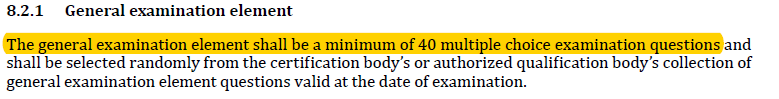 8.2.1 General examination element
The general examination element shall be a minimum of 40 multiple choice examination questions and
shall be selected randomly from the certification body's or authorized qualification body's collection of
general examination element questions valid at the date of examination.